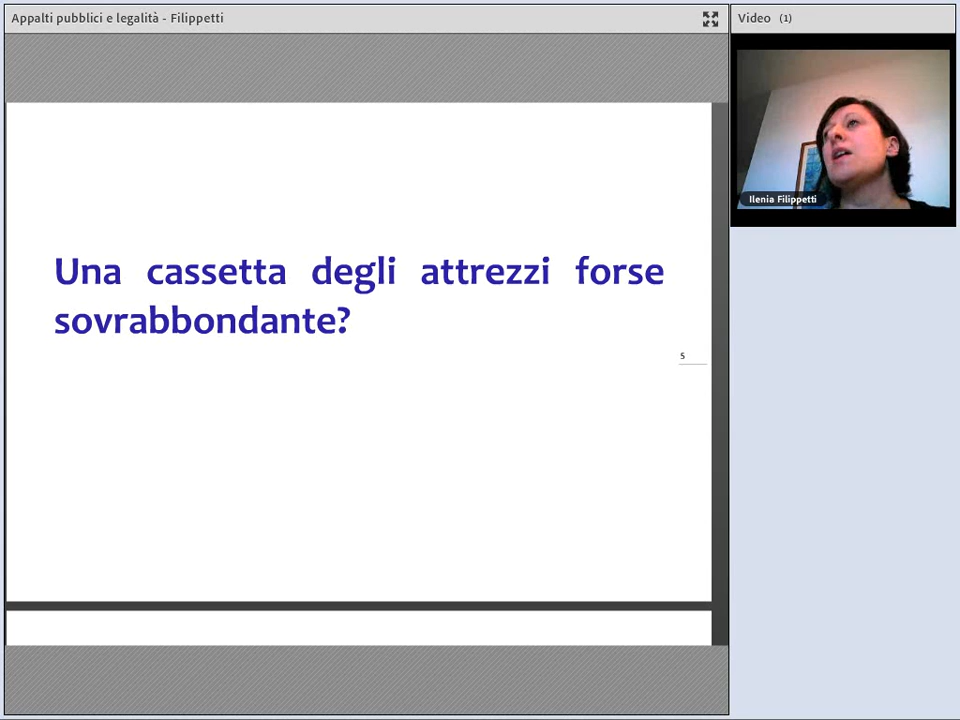 Appalti pubblici e legalità - Filippetti
Video (1)
Ilenia Filippetti
Una cassetta degli attrezzi forse
sovrabbondante?
5